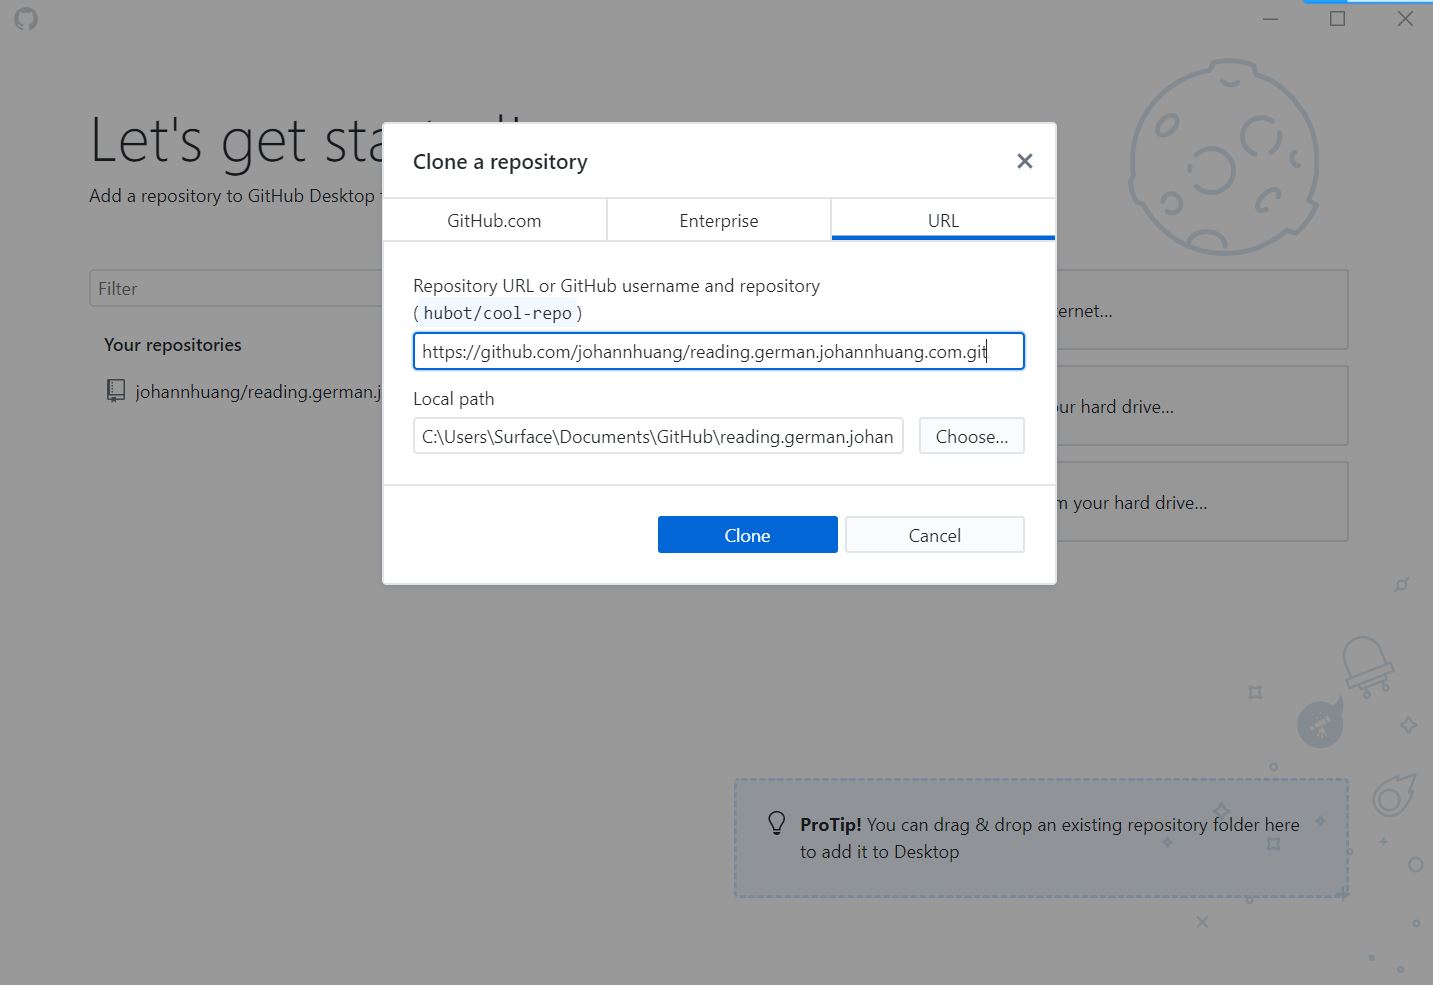 Let's get sta
Add a repository to GitHub Desktop
Filter
Your repositories
johannhuang/reading.german.j
Clone a repository
GitHub.com
Enterprise
URL
Repository URL or GitHub username and repository
( hubot/cool-repo )
https://github.com/johannhuang/reading.german.johannhuang.com.git
Local path
C:\Users\Surface\Documents\GitHub\reading.german.johan
Choose...
Clone
Cancel
ernet...
ur hard drive...
m your hard drive...
ProTip! You can drag & drop an existing repository folder here
to add it to Desktop